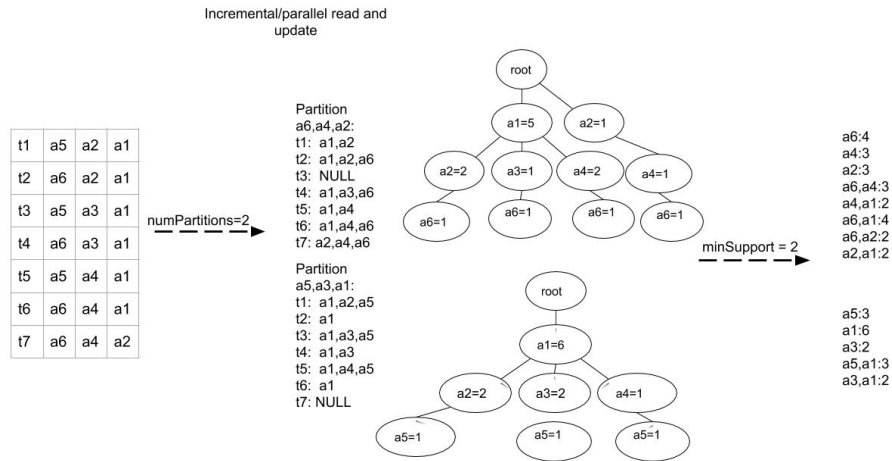 Incremental/parallel read and
update
t1 a5 a2 a1
t2 a6 a2 a1
t3 a5 a3 a1
t4 a6 a3 a1
t5 a5 a4 a1
t6 a6 a4 a1
t7 a6 a4 a2
numPartitions=2
Partition
a6,a4,a2:
t1: a1,a2
t2: a1,a2,a6
t3: NULL
t4: a1,a3,a6
t5: a1,a4
t6: a1,a4,a6
t7: a2,a4,a6
Partition
a5,a3,a1:
t1: a1,a2,a5
t2: a1
t3: a1,a3,a5
t4: a1,a3
t5: a1,a4,a5
t6: a1
t7: NULL
root
a1=5 a2=1
a2=2 a3=1 a4=2 a4=1
a6=1 a6=1 a6=1 a6=1
root
a1=6
a2=2 a3=2 a4=1
a5=1 a5=1 a5=1
minSupport = 2
a6:4
a4:3
a2:3
a6,a4:3
a4,a1:2
a6,a1:4
a6,a2:2
a2,a1:2
a5:3
a1:6
a3:2
a5,a1:3
a3,a1:2